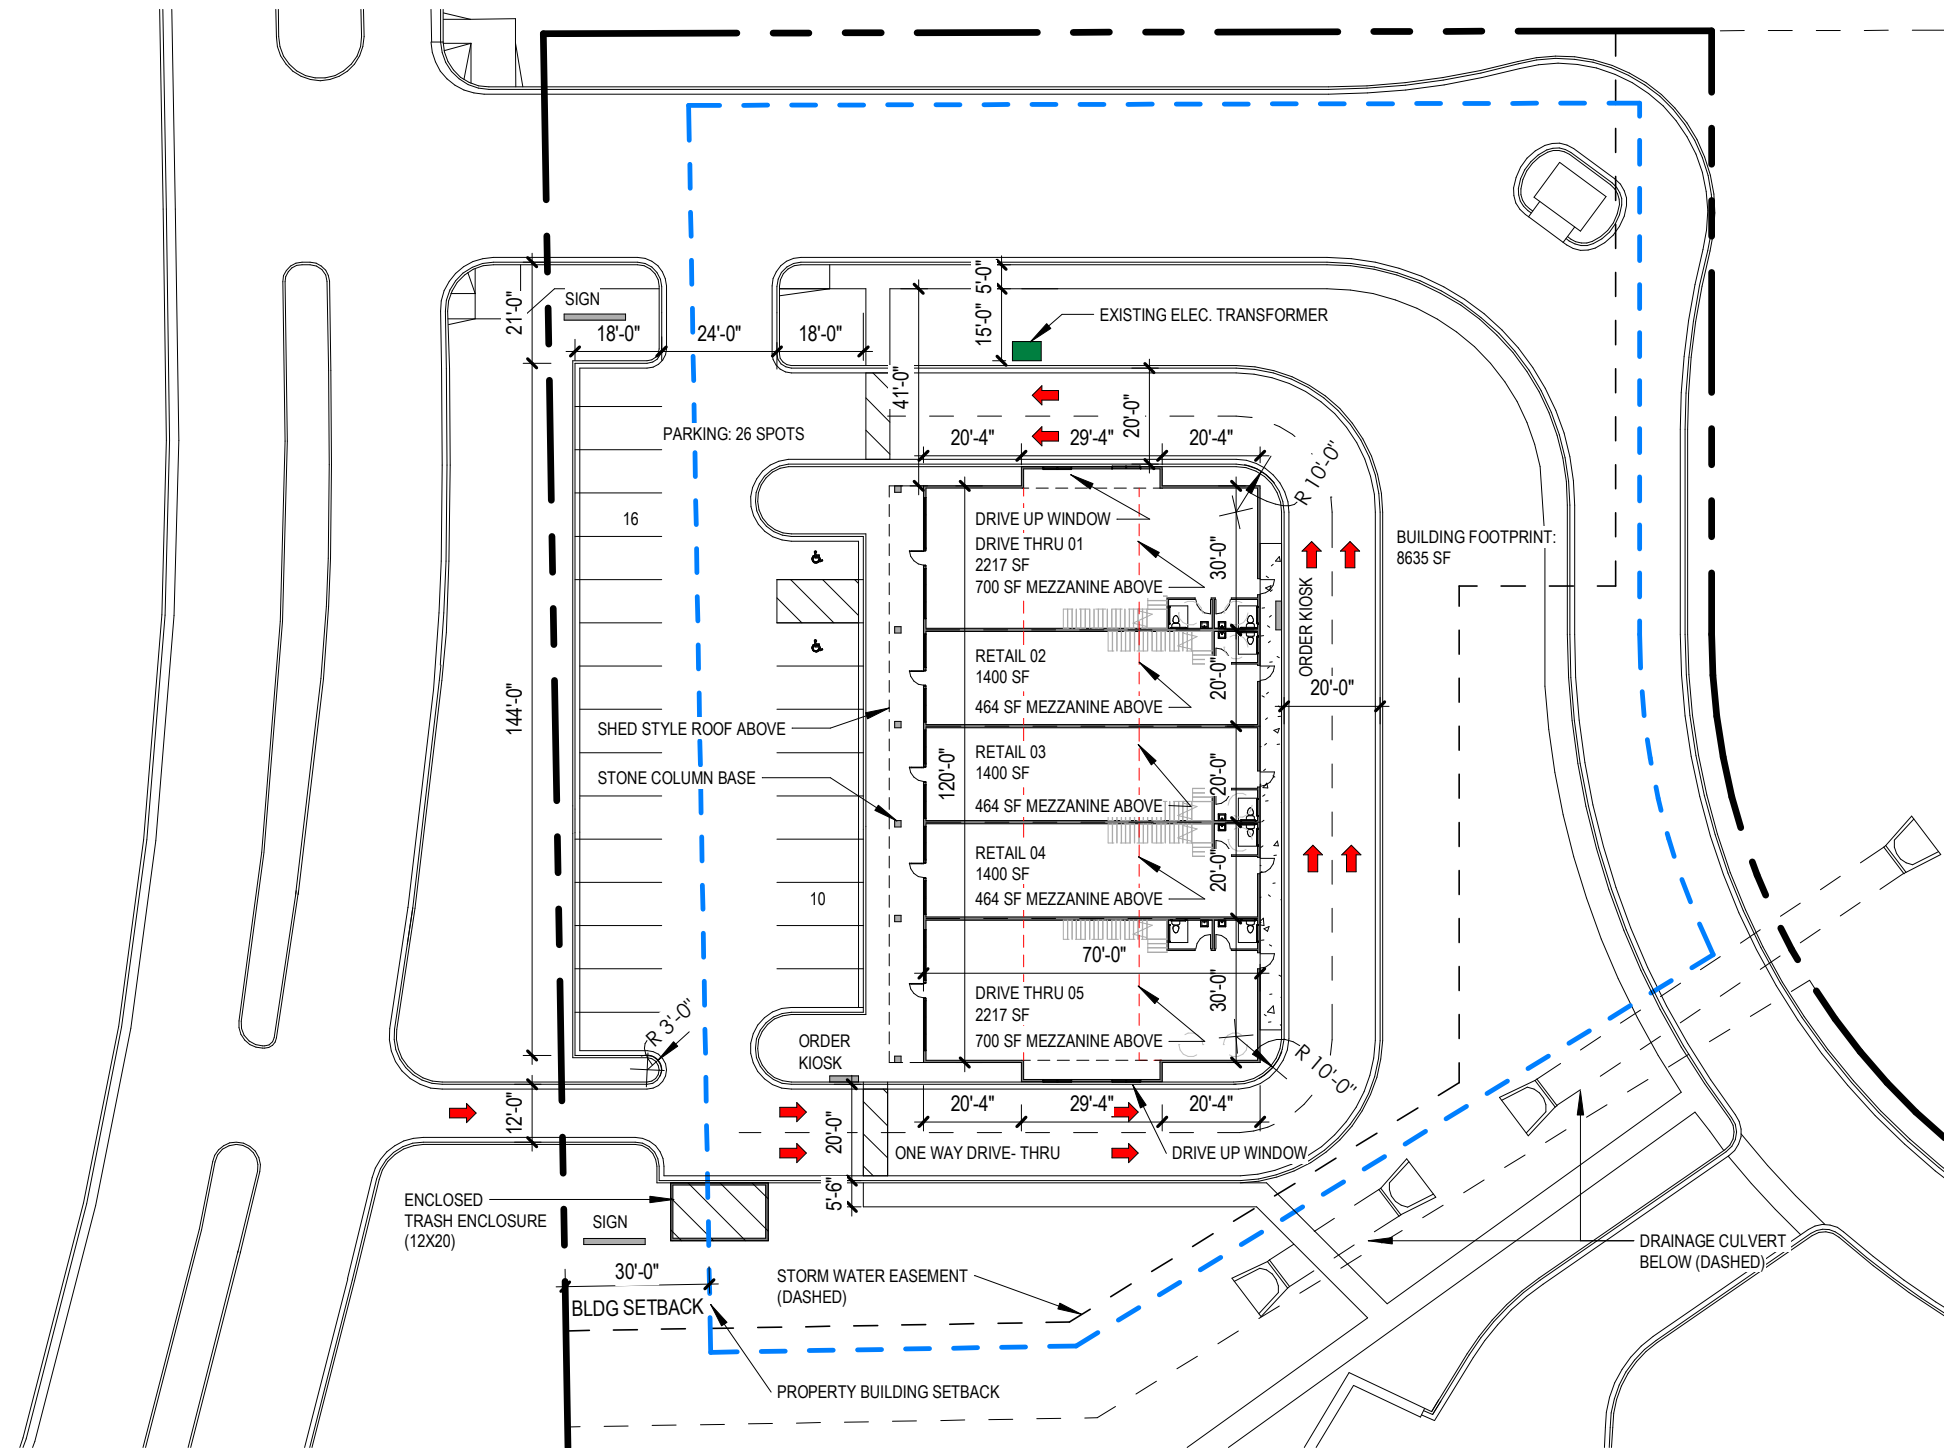 SIGN
21'-0"
18'-0"
24'-0"
18'-0"
5'-0"
15'-0"
EXISTING ELEC. TRANSFORMER
41'-0"
20'-0"
PARKING: 26 SPOTS
20'-4"
29'-4"
20'-4"
R 10'-0"
16
DRIVE UP WINDOW
DRIVE THRU 01
2217 SF
700 SF MEZZANINE ABOVE
30'-0"
ORDER KIOSK
BUILDING FOOTPRINT:
8635 SF
RETAIL 02
1400 SF
464 SF MEZZANINE ABOVE
20'-0"
20'-0"
144'-0"
SHED STYLE ROOF ABOVE
STONE COLUMN BASE
120'-0"
RETAIL 03
1400 SF
464 SF MEZZANINE ABOVE
20'-0"
RETAIL 04
1400 SF
464 SF MEZZANINE ABOVE
20'-0"
10
70'-0"
DRIVE THRU 05
2217 SF
700 SF MEZZANINE ABOVE
30'-0"
R 3'-0"
ORDER
KIOSK
R 10'-0"
12'-0"
20'-0"
20'-4"
29'-4"
20'-4"
ONE WAY DRIVE- THRU
DRIVE UP WINDOW
5'-6"
ENCLOSED
TRASH ENCLOSURE
(12X20)
SIGN
30'-0"
BLDG SETBACK
STORM WATER EASEMENT
(DASHED)
DRAINAGE CULVERT
BELOW (DASHED)
PROPERTY BUILDING SETBACK